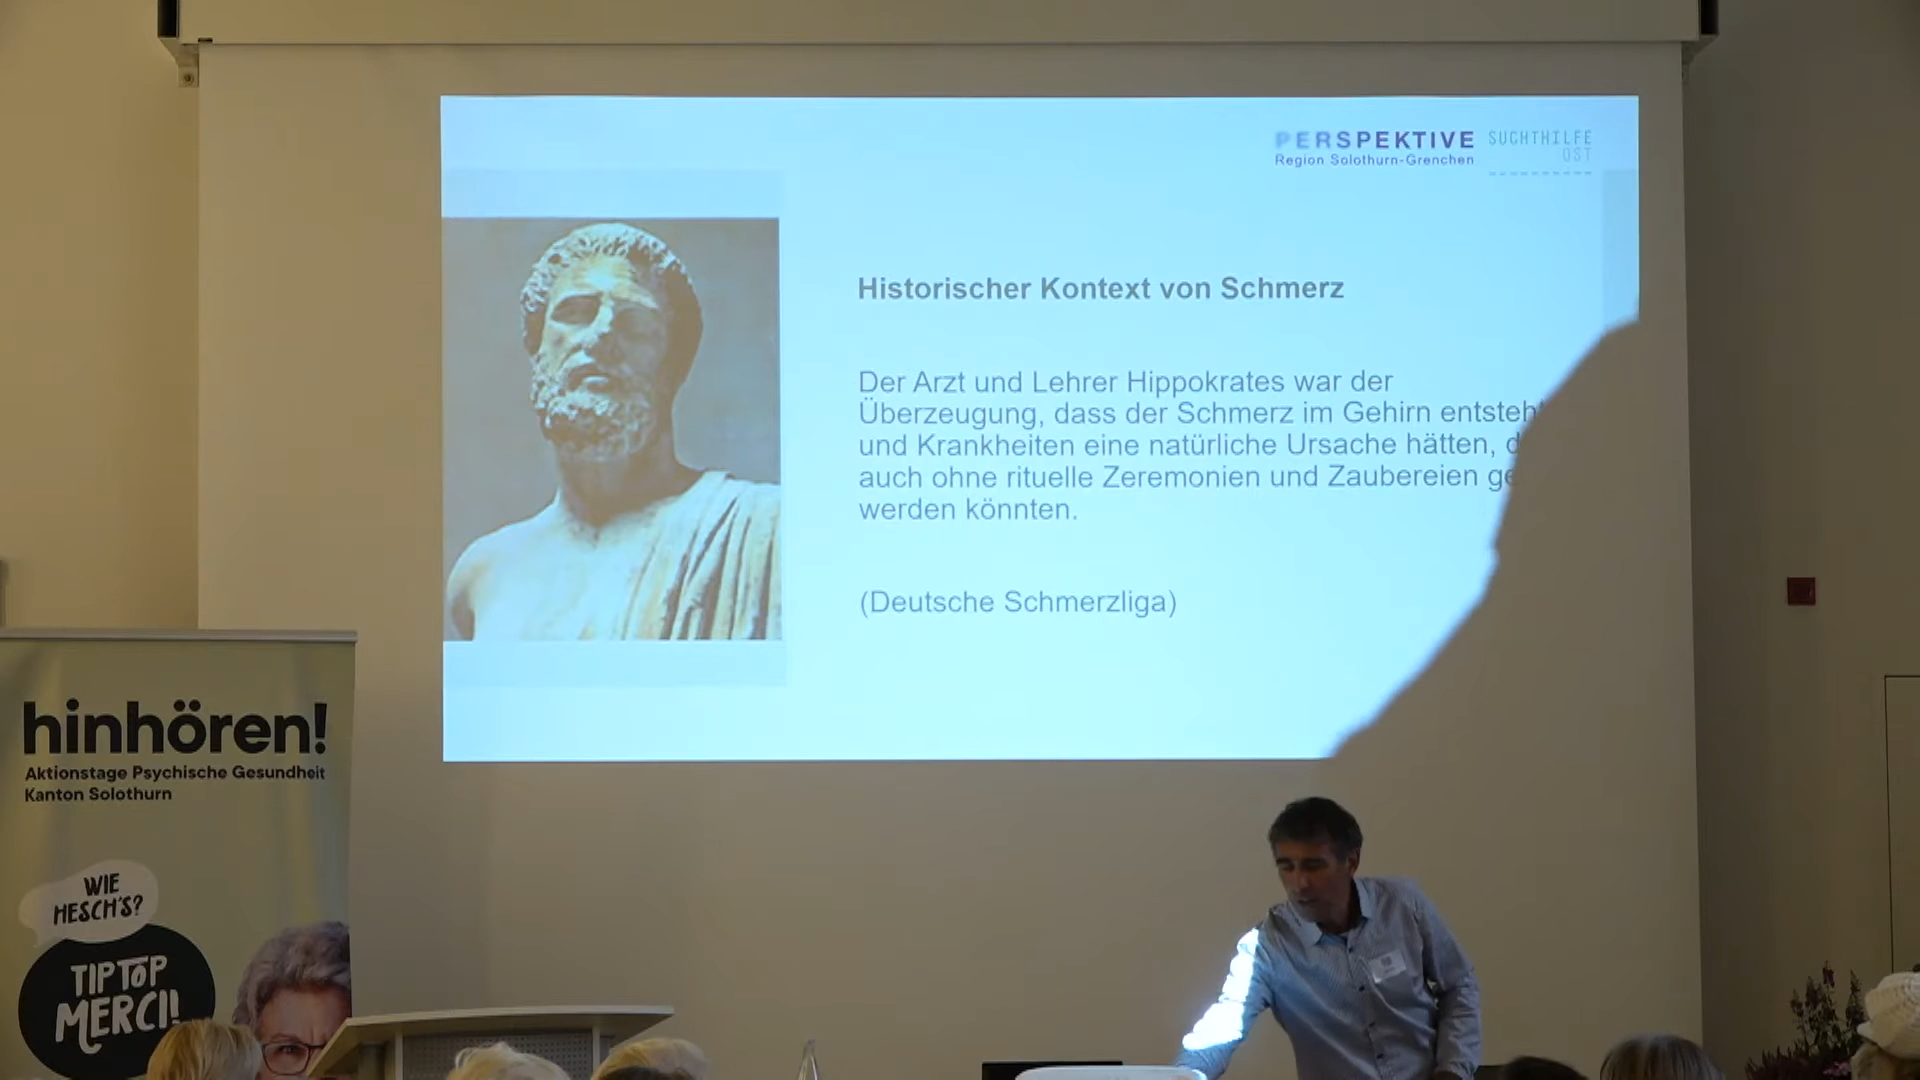 PERSPEKTIVE
Region Solothurn-Grenchen
SUCHTHILFE
OST
Historischer Kontext von Schmerz
Der Arzt und Lehrer Hippokrates war der
Überzeugung, dass der Schmerz im Gehirn
und Krankheiten eine natürliche Ursache hätten,
auch ohne rituelle Zeremonien und Zaubereien
werden könnten.
(Deutsche Schmerzliga)
hinhören!
Aktionstage Psychische Gesundheit
Kanton Solothurn
WIE
HESCH'S?
TIP TOP
MERCI!